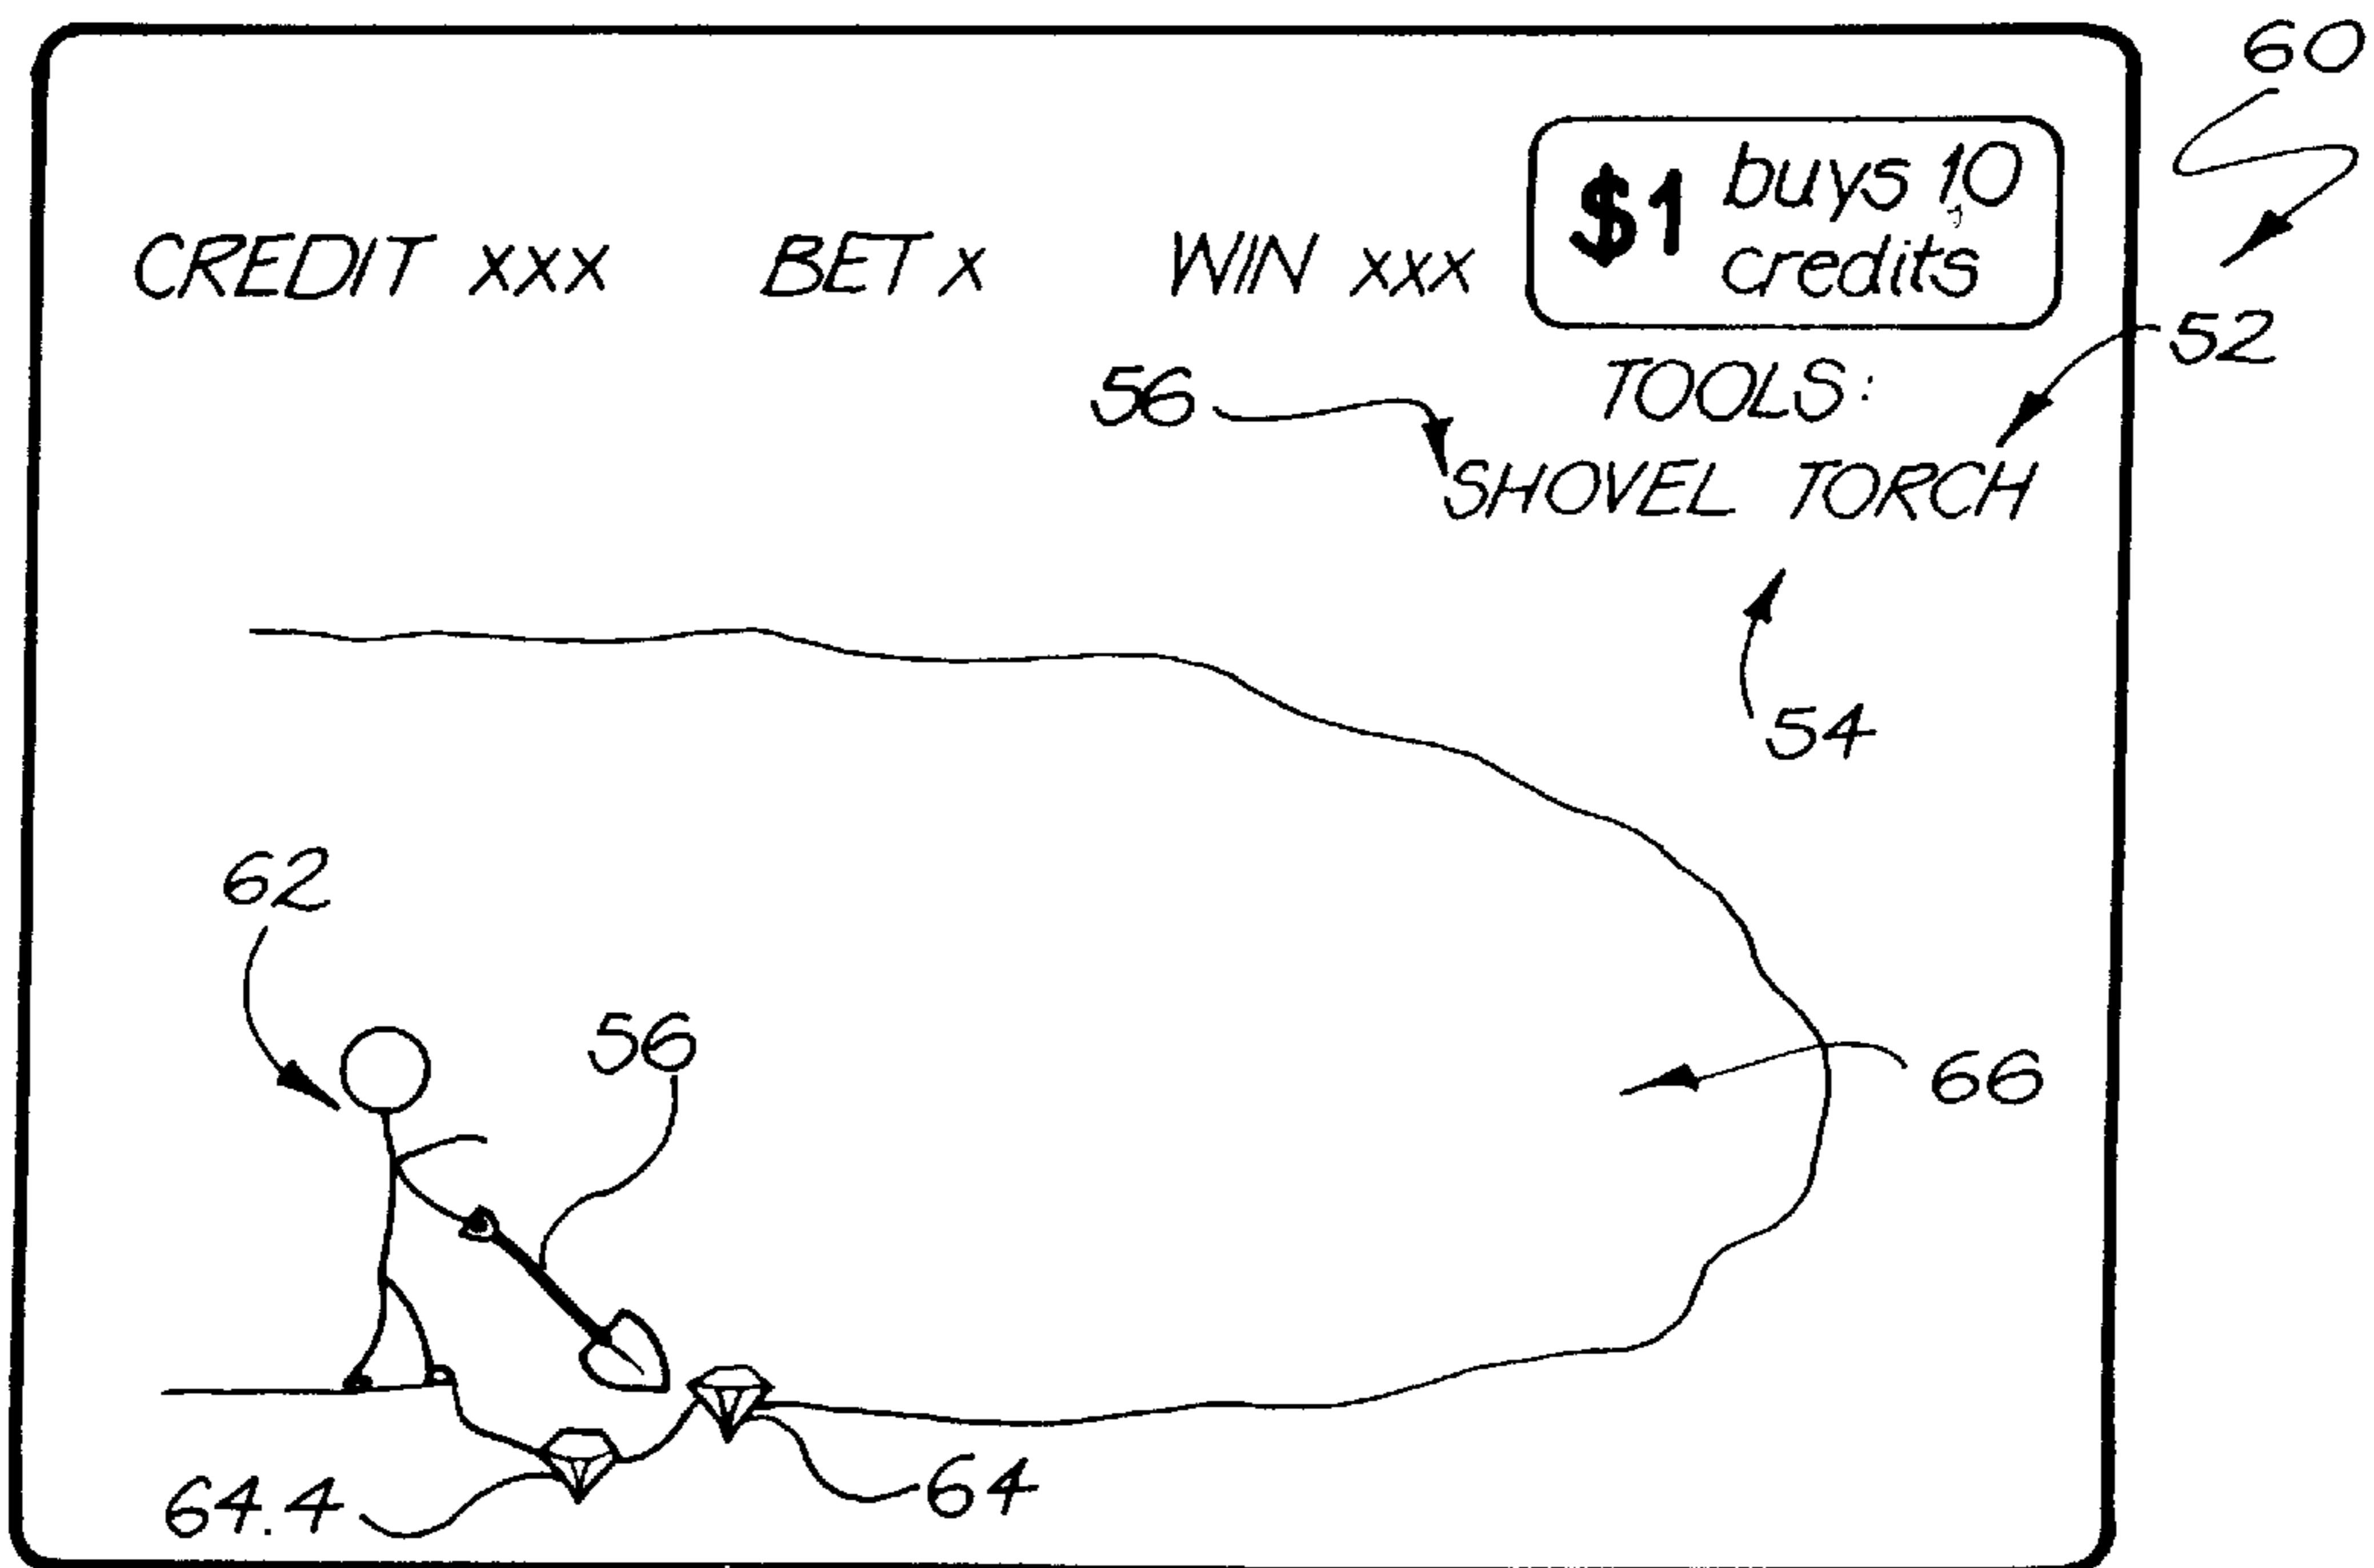 60
$1 buys 10
credits
CREDIT xxx BET x WIN xxx
52
56 TOOLS:
SHOVEL TORCH
54
62
56
66
64.4 64